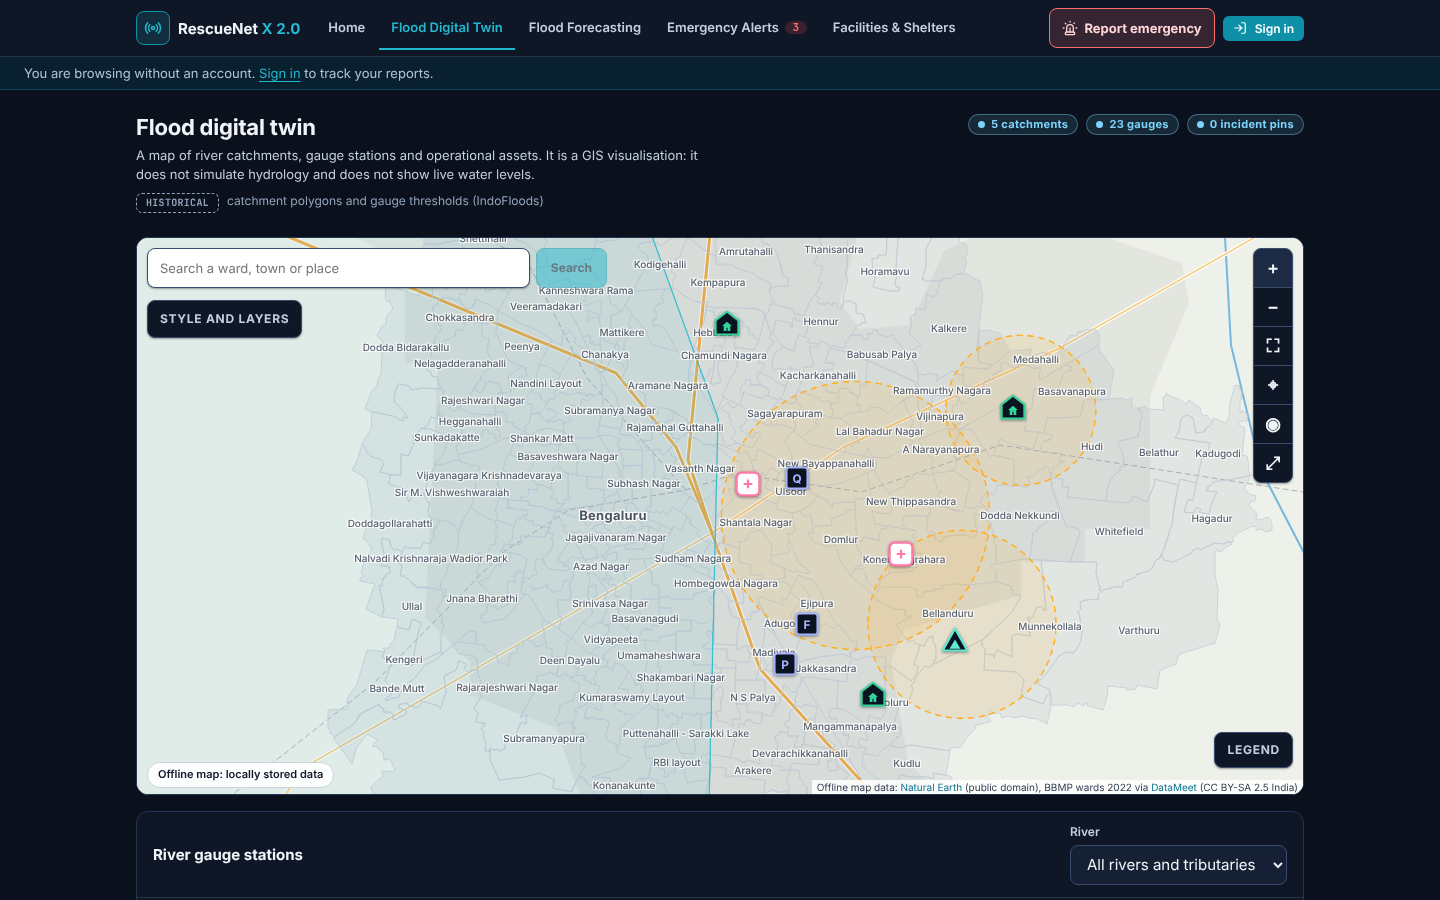 RescueNet X 2.0
Home
Flood Digital Twin
Flood Forecasting
Emergency Alerts 3
Facilities & Shelters
Report emergency
Sign in
You are browsing without an account. Sign in to track your reports.
Flood digital twin
5 catchments
23 gauges
0 incident pins
A map of river catchments, gauge stations and operational assets. It is a GIS visualisation: it
does not simulate hydrology and does not show live water levels.
HISTORICAL catchment polygons and gauge thresholds (IndoFloods)
Search a ward, town or place
Search
STYLE AND LAYERS
Amrutahalli
Thanisandra
Kodigehalli
Horamavu
Kempapura
Kanneshwara Rama
Veeramadakari
Chokkasandra
Hennur
Kalkere
Mattikere
Dodda Bidarakallu
Peenya
Chanakya
Chamundi Nagara
Babusab Palya
Medahalli
Nelagadderanahalli
Kacharkanahalli
Nandini Layout
Aramane Nagara
Ramamurthy Nagara
Basavanapura
Rajeshwari Nagar
Subramanya Nagar
Sagayarapuram
Vijinapura
Hegganahalli
Rajamahal Guttahalli
Lal Bahadur Nagar
Sunkadakatte
Shankar Matt
A Narayanapura
Hudi
Belathur
Kadugodi
Basaveshwara Nagar
Vasanth Nagar
New Bayappanahalli
Vijayanagara Krishnadevaraya
Subhash Nagar
Q
Sir M. Vishweshwaraiah
Ulsoor
New Thippasandra
Bengaluru
Dodda Nekkundi
Hagadur
Doddagollarahatti
Shantala Nagar
Whitefield
Jagajivanaram Nagar
Domlur
Nalvadi Krishnaraja Wadior Park
Sudham Nagara
Azad Nagar
Hombegowda Nagara
Jnana Bharathi
Ullal
Srinivasa Nagar
Ejipura
Bellanduru
Basavanagudi
F
Munnekollala
Varthuru
Vidyapeeta
Kengeri
Deen Dayalu
Umamaheshwara
P
Jakkasandra
Shakambari Nagar
Bande Mutt
Rajarajeshwari Nagar
Kumaraswamy Layout
N S Palya
Mangammanapalya
Subramanyapura
Puttenahalli - Sarakki Lake
Devarachikkanahalli
RBI layout
Arakere
Kudlu
Konanakunte
LEGEND
Offline map: locally stored data
Offline map data: Natural Earth (public domain), BBMP wards 2022 via DataMeet (CC BY-SA 2.5 India)
River gauge stations
River
All rivers and tributaries